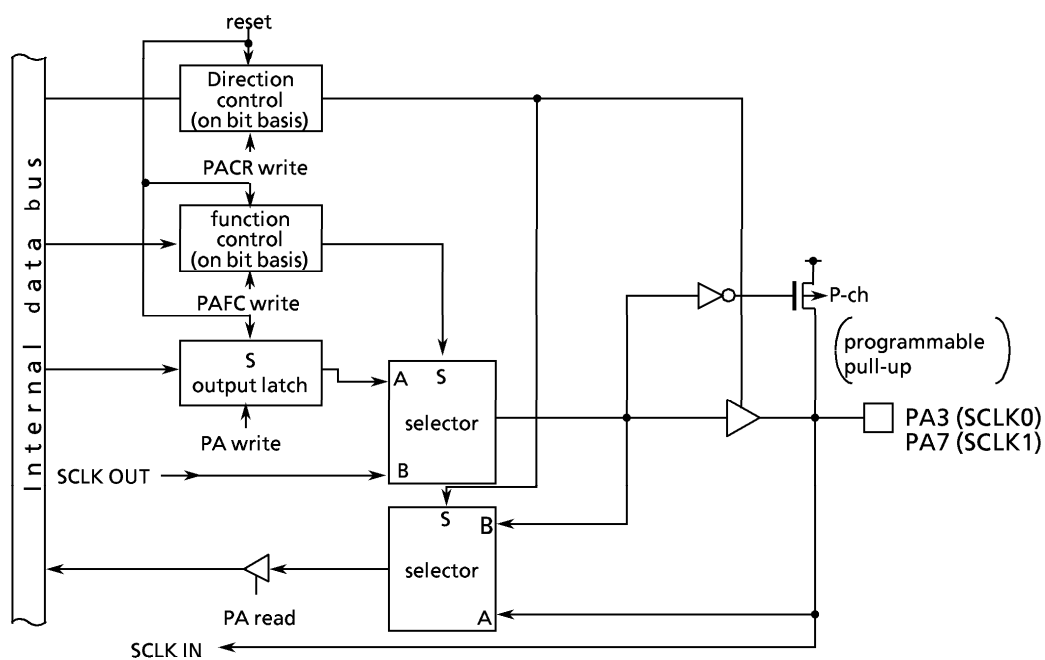 reset
Direction
control
(on bit basis)
PACR write
function
control
(on bit basis)
PAFC write
S
output latch
PA write
SCLK OUT
A S
selector
B
P-ch
programmable
pull-up
PA3 (SCLK0)
PA7 (SCLK1)
S B
selector
A
PA read
SCLK IN
Internal data bus